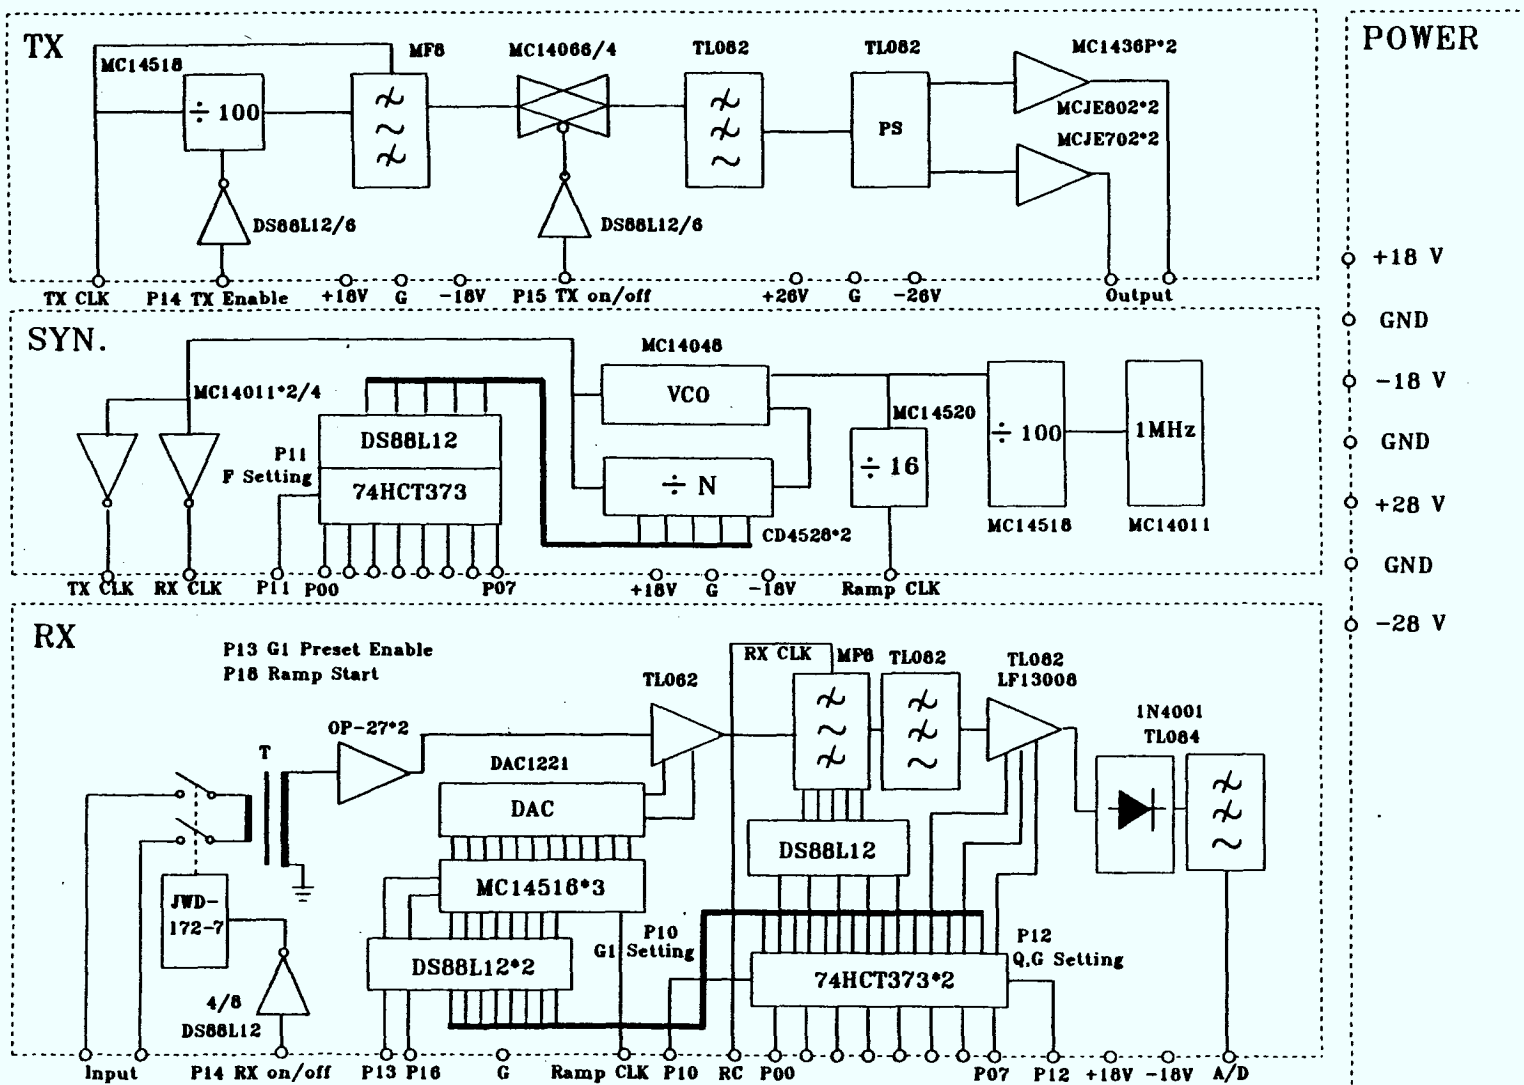 TX
MC14518
÷ 100
MF6
MC14066/4
TL082
TL082
PS
MC1436P*2
MCJE802*2
MCJE702*2
DS88L12/6
DS88L12/6
TX CLK
P14 TX Enable
+18V
G
-18V
P15 TX on/off
+28V
G
-28V
Output
SYN.
MC14011*2/4
P11
F Setting
DS88L12
74HCT373
MC14046
VCO
÷ N
CD4526*2
MC14520
÷ 16
÷ 100
MC14518
1MHz
MC14011
TX CLK
RX CLK
P11
P00
P07
+18V
G
-18V
Ramp CLK
RX
P13 G1 Preset Enable
P16 Ramp Start
T
OP-27*2
TL062
DAC1221
DAC
MC14516*3
DS88L12*2
P10
G1 Setting
RX CLK
MF6
TL082
TL082
LF13006
1N4001
TL084
DS88L12
74HCT373*2
P12
Q,G Setting
JWD-
172-7
4/6
DS88L12
Input
P14 RX on/off
P13
P16
G
Ramp CLK
P10
RC
P00
P07
P12
+18V
-18V
A/D
POWER
+18 V
GND
-18 V
GND
+28 V
GND
-28 V